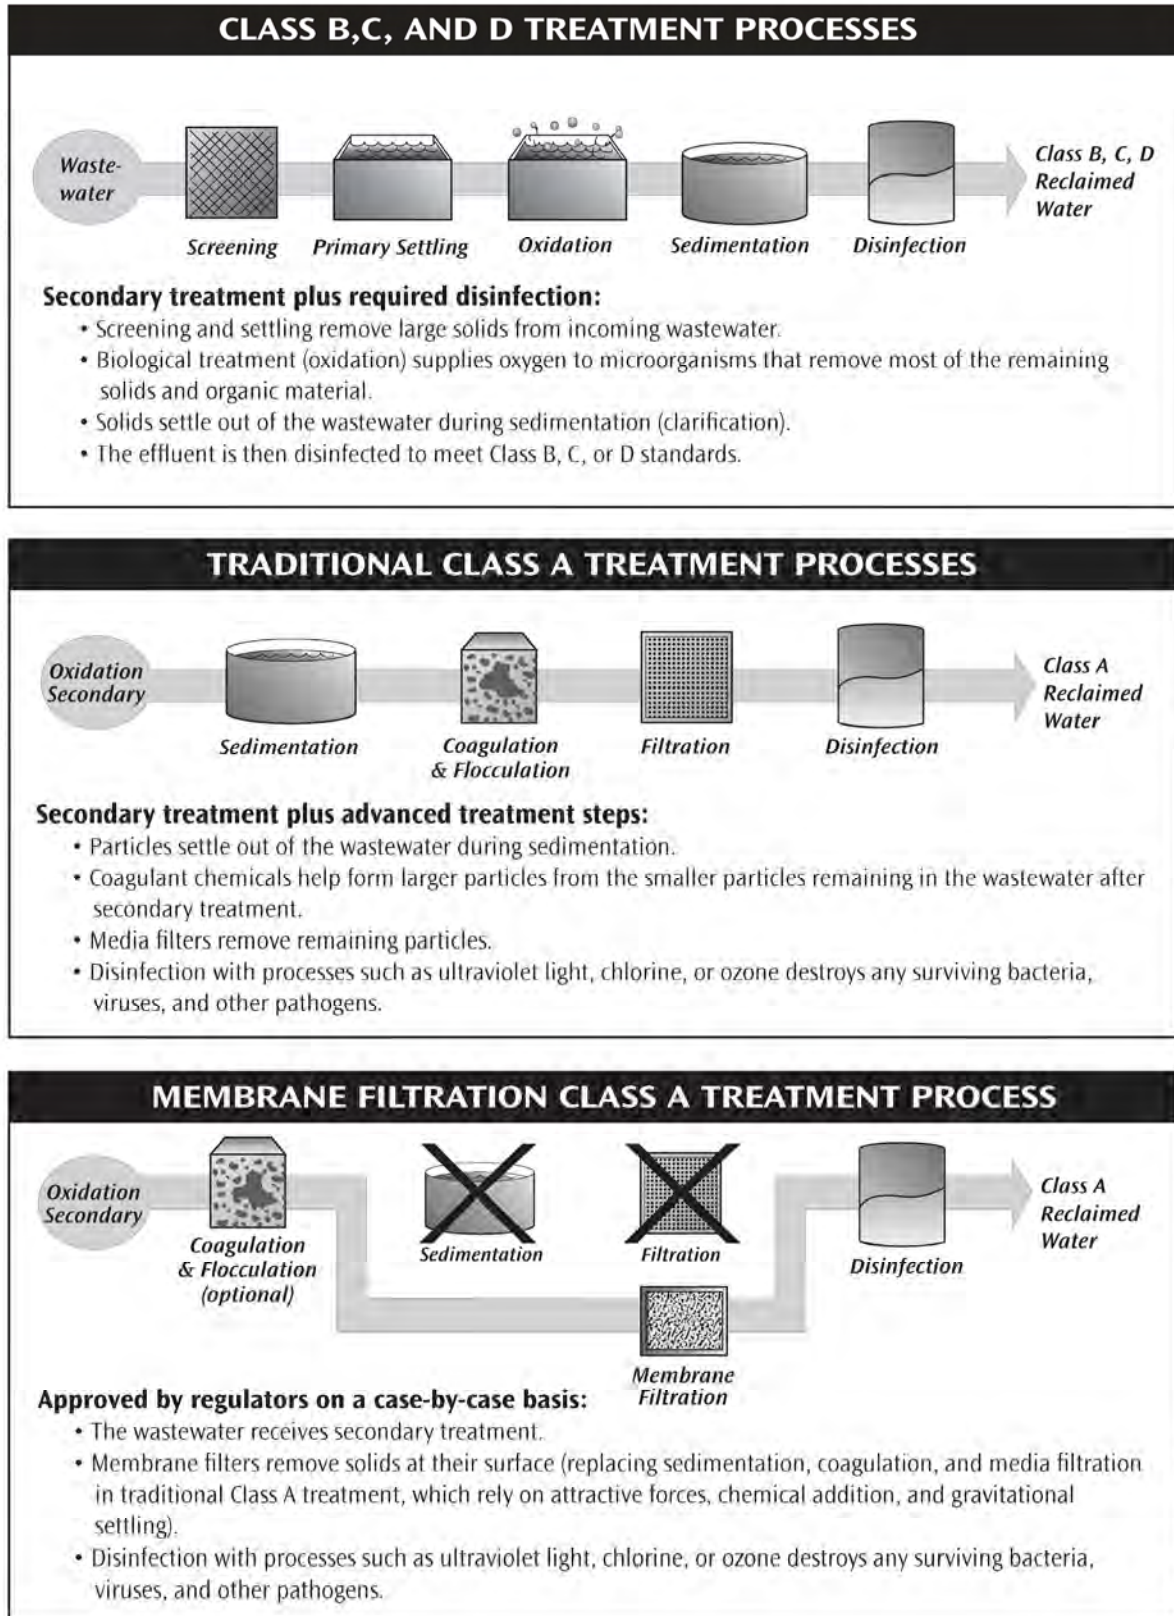 CLASS B,C, AND D TREATMENT PROCESSES
Waste-
water
Screening
Primary Settling
Oxidation
Sedimentation
Disinfection
Class B, C, D
Reclaimed
Water
Secondary treatment plus required disinfection:
• Screening and settling remove large solids from incoming wastewater.
• Biological treatment (oxidation) supplies oxygen to microorganisms that remove most of the remaining
solids and organic material.
• Solids settle out of the wastewater during sedimentation (clarification).
• The effluent is then disinfected to meet Class B, C, or D standards.
TRADITIONAL CLASS A TREATMENT PROCESSES
Oxidation
Secondary
Sedimentation
Coagulation
& Flocculation
Filtration
Disinfection
Class A
Reclaimed
Water
Secondary treatment plus advanced treatment steps:
• Particles settle out of the wastewater during sedimentation.
• Coagulant chemicals help form larger particles from the smaller particles remaining in the wastewater after
secondary treatment.
• Media filters remove remaining particles.
• Disinfection with processes such as ultraviolet light, chlorine, or ozone destroys any surviving bacteria,
viruses, and other pathogens.
MEMBRANE FILTRATION CLASS A TREATMENT PROCESS
Oxidation
Secondary
Coagulation
& Flocculation
(optional)
Sedimentation
Filtration
Membrane
Filtration
Disinfection
Class A
Reclaimed
Water
Approved by regulators on a case-by-case basis:
• The wastewater receives secondary treatment.
• Membrane filters remove solids at their surface (replacing sedimentation, coagulation, and media filtration
in traditional Class A treatment, which rely on attractive forces, chemical addition, and gravitational
settling).
• Disinfection with processes such as ultraviolet light, chlorine, or ozone destroys any surviving bacteria,
viruses, and other pathogens.